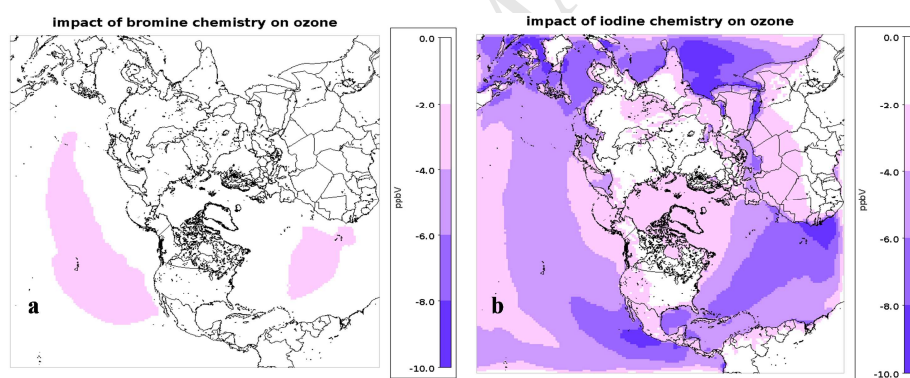 impact of bromine chemistry on ozone
a
0.0
-2.0
-4.0
-6.0
-8.0
-10.0
ppbV
impact of iodine chemistry on ozone
b
0.0
-2.0
-4.0
-6.0
-8.0
-10.0
ppbV